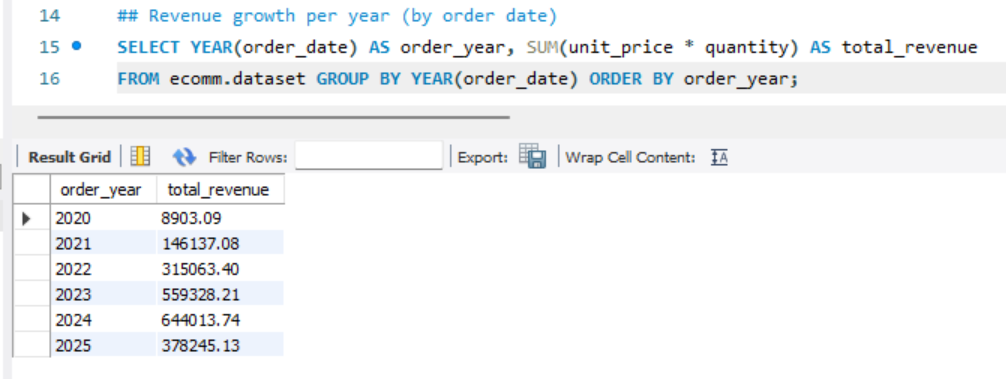 14 ## Revenue growth per year (by order date)
15 SELECT YEAR(order_date) AS order_year, SUM(unit_price * quantity) AS total_revenue
16 FROM ecomm.dataset GROUP BY YEAR(order_date) ORDER BY order_year;
Result Grid Filter Rows: Export: Wrap Cell Content: IA
order_year total_revenue
2020 8903.09
2021 146137.08
2022 315063.40
2023 559328.21
2024 644013.74
2025 378245.13